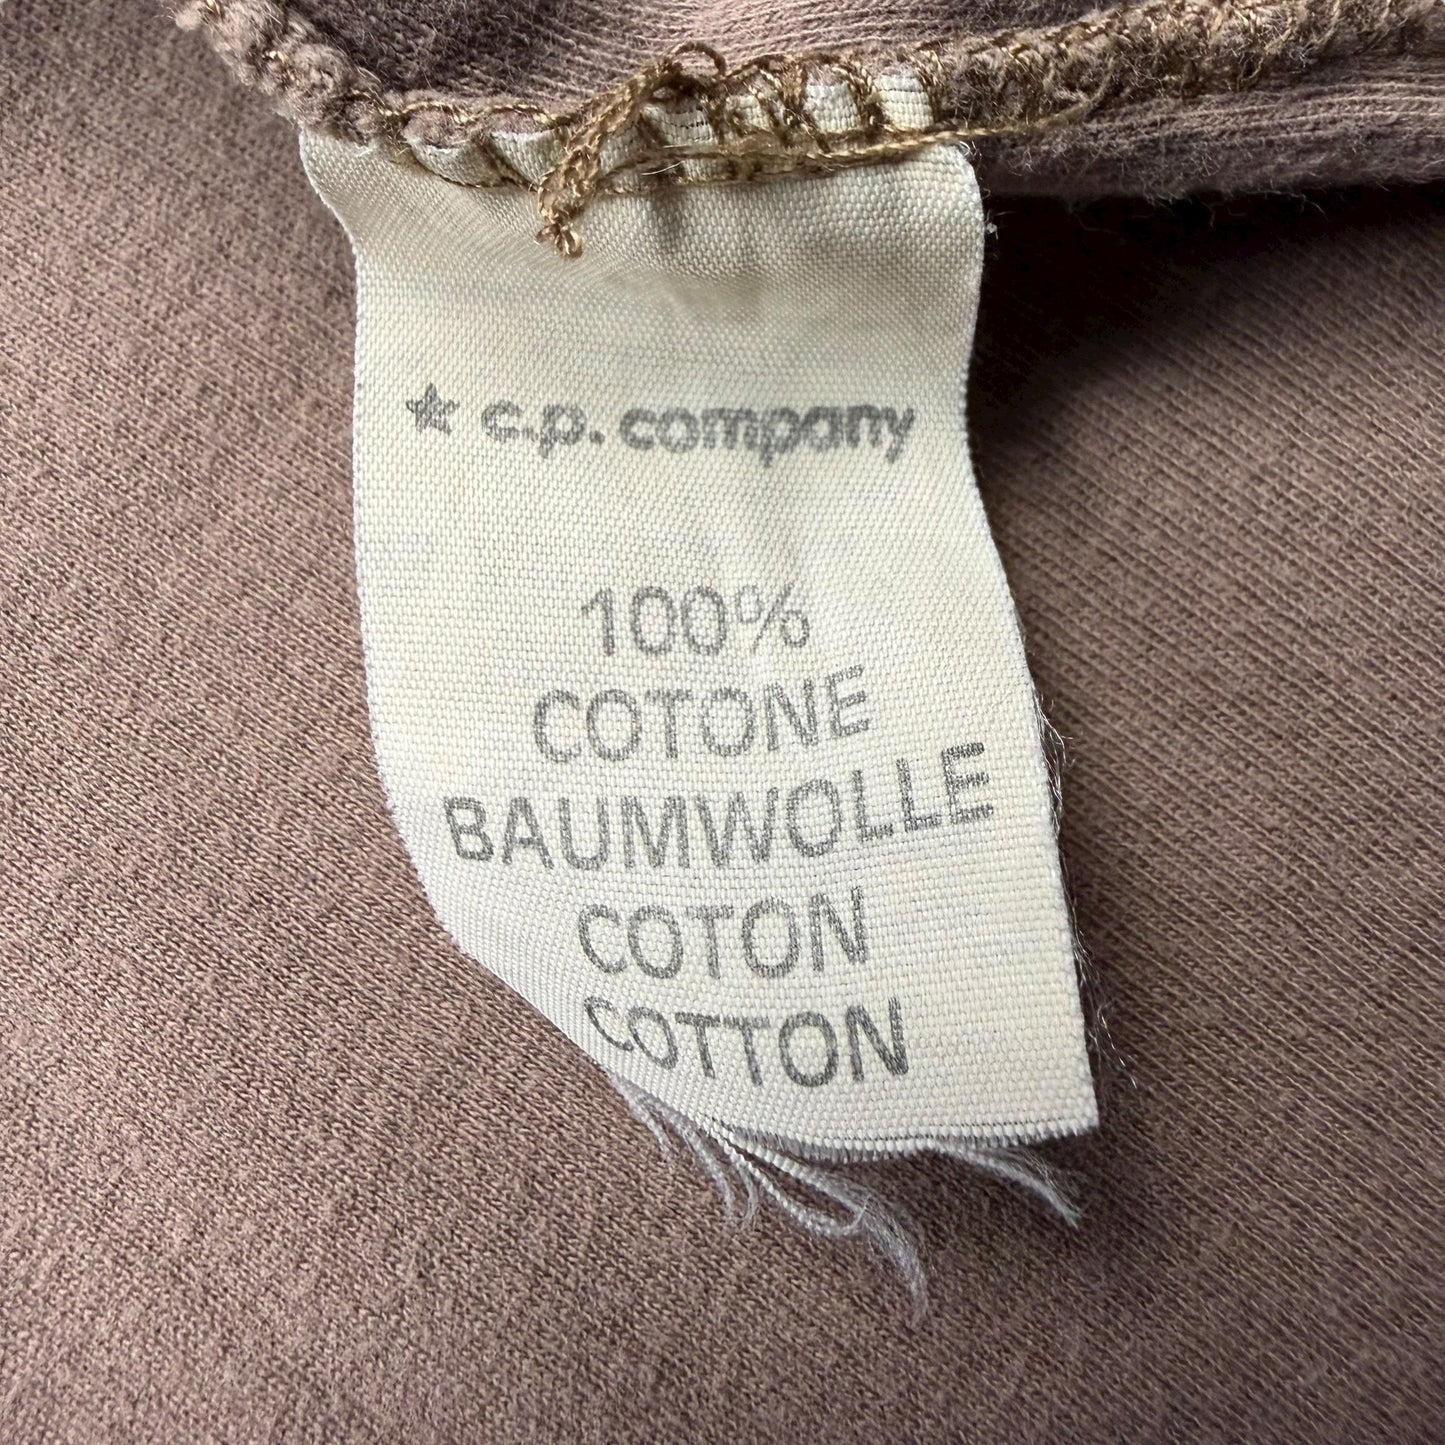 ★ c.p. company
100%
COTONE
BAUMWOLLE
COTON
COTTON